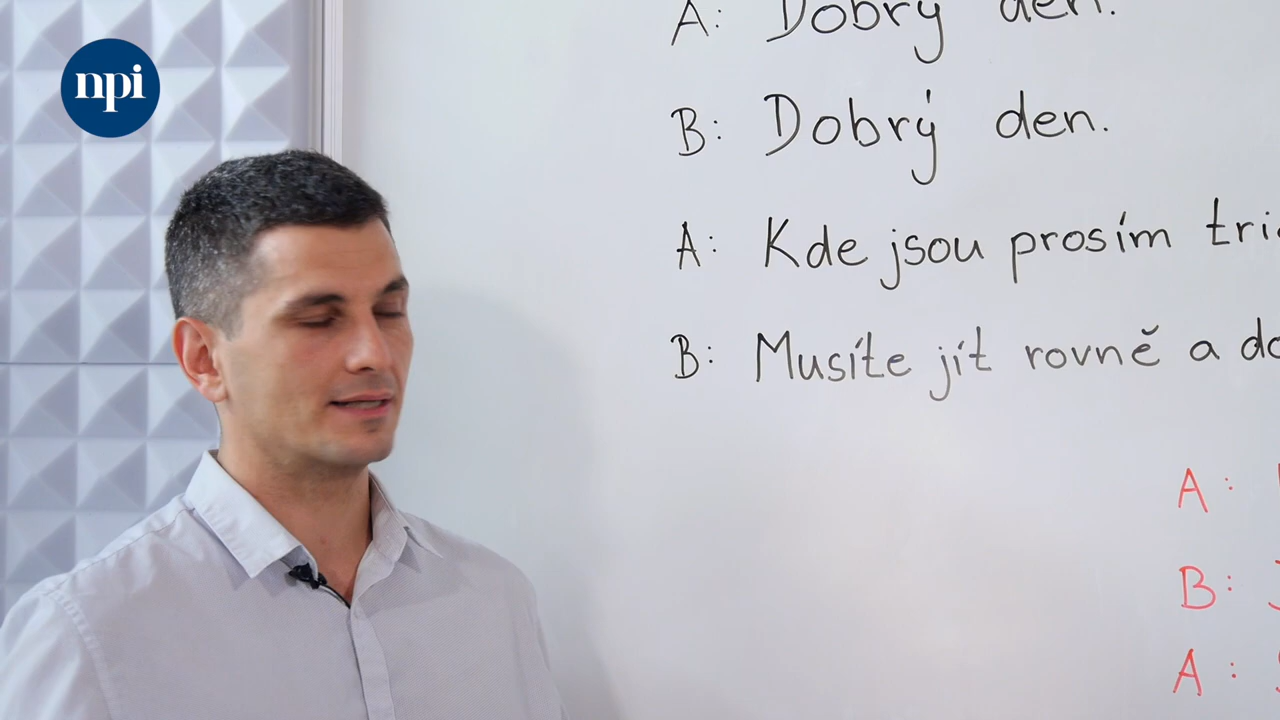 npi
A: Dobrý den.
B: Dobrý den.
A: Kde jsou prosím
B: Musíte jít rovně a
A:
B:
A: